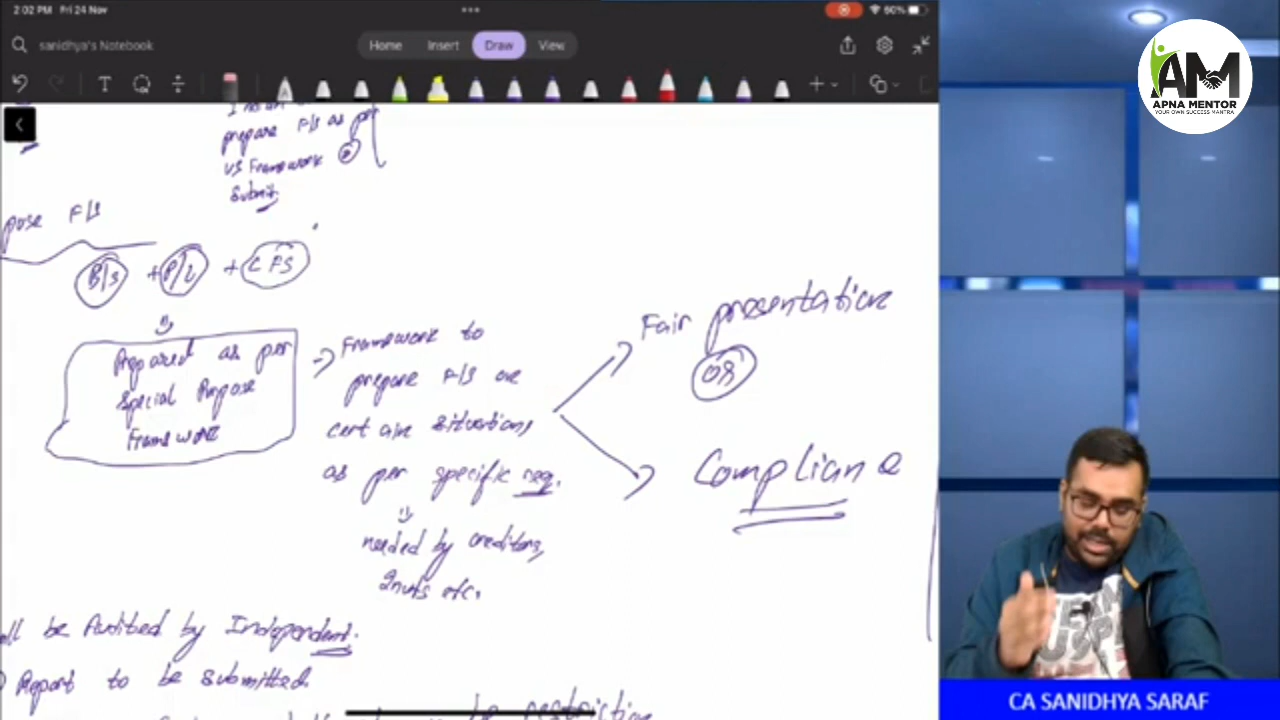 2:02 PM Fri 24 Nov
60%
sanidhya's Notebook
Home Insert Draw View
AM
APNA MENTOR
YOUR OWN SUCCESS MANTRA
prepare F/s as per
US Framework
Submit
pose F/s
B/s + P/L + CFS
Prepared as per
Special Purpose
Framework
Framework to
prepare F/s
certain situations,
as per specific req.
needed by creditors,
etc.
Fair presentation
OR
Compliance
be Audited by Independent.
Report to be submitted.
restriction
CA SANIDHYA SARAF